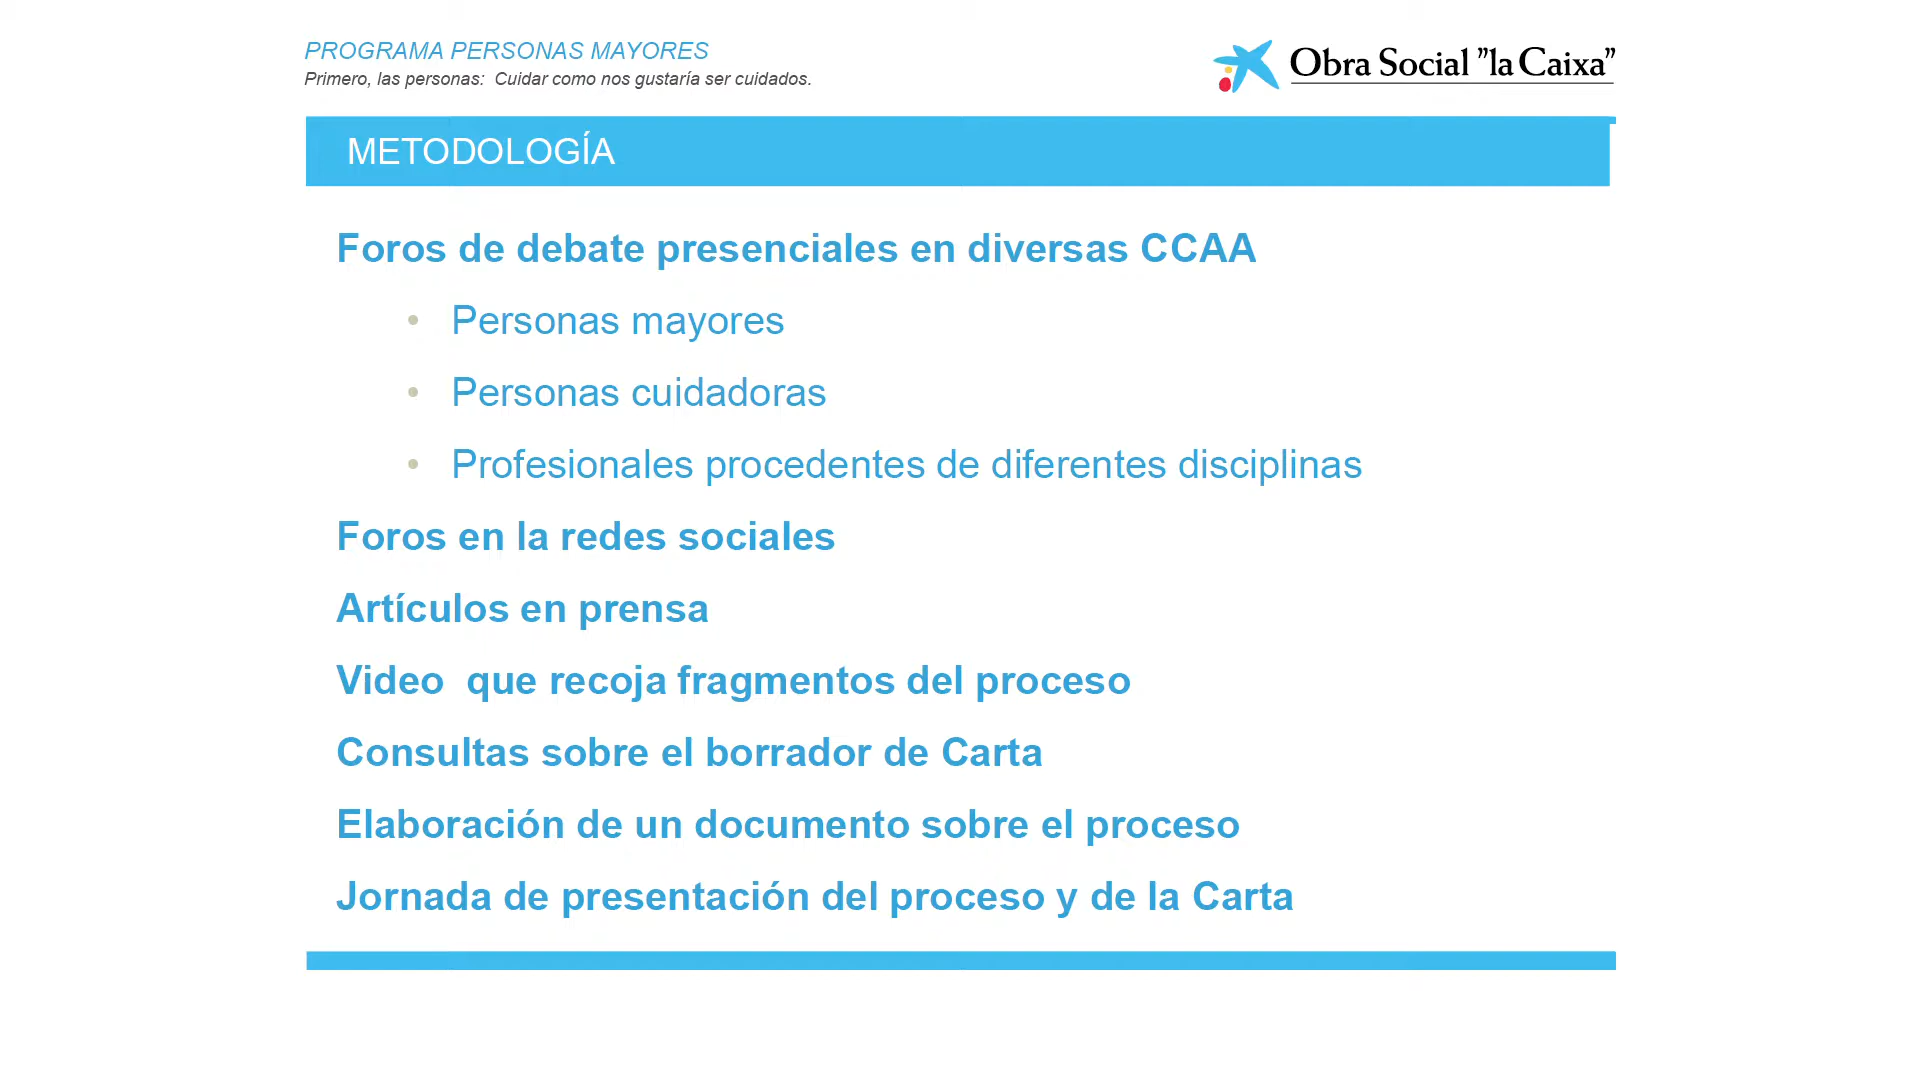 PROGRAMA PERSONAS MAYORES
Primero, las personas: Cuidar como nos gustaría ser cuidados.
Obra Social "la Caixa"
METODOLOGÍA
Foros de debate presenciales en diversas CCAA
• Personas mayores
• Personas cuidadoras
• Profesionales procedentes de diferentes disciplinas
Foros en la redes sociales
Artículos en prensa
Video  que recoja fragmentos del proceso
Consultas sobre el borrador de Carta
Elaboración de un documento sobre el proceso
Jornada de presentación del proceso y de la Carta